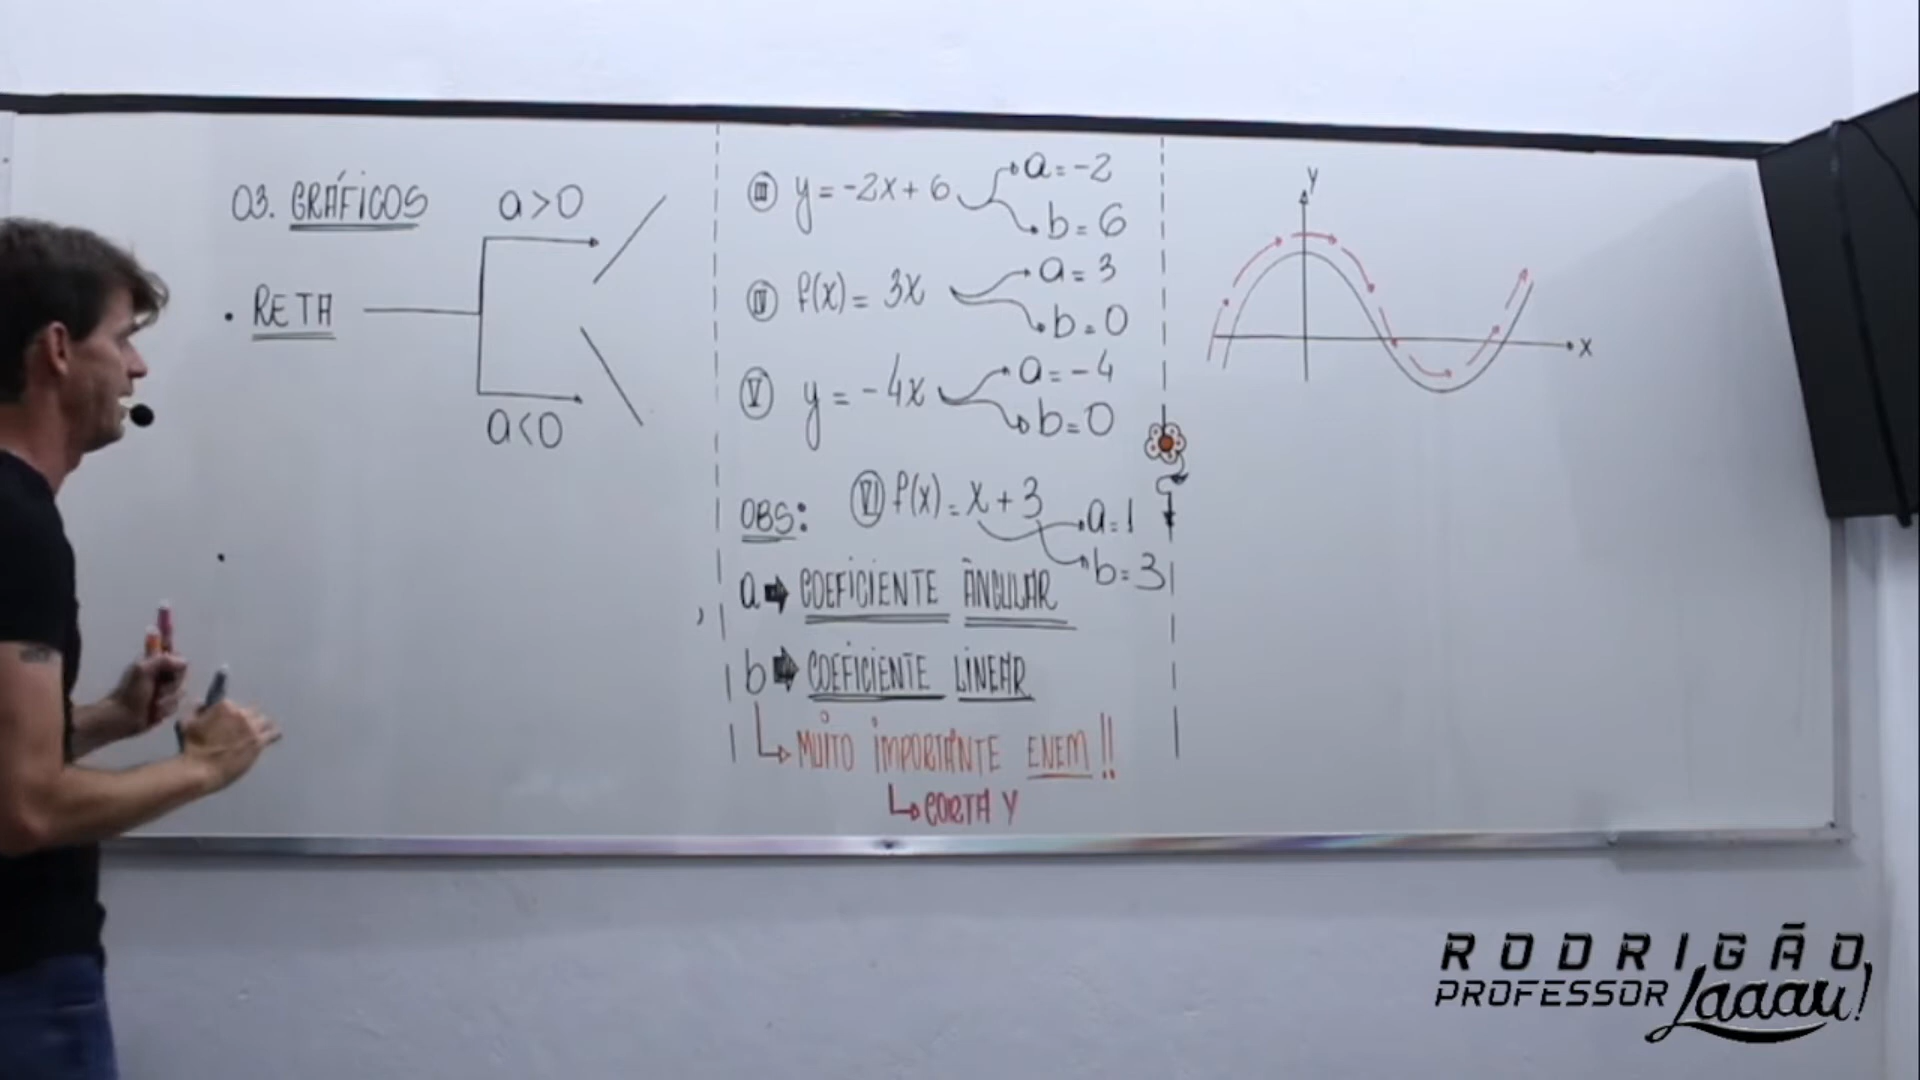 03. GRÁFICOS
a>0
• RETA
a<0
III y = -2x + 6
a = -2
b = 6
IV f(x) = 3x
a = 3
b = 0
V y = -4x
a = -4
b = 0
OBS:
VI f(x) = x + 3
a = 1
b = 3
a → COEFICIENTE ANGULAR
b → COEFICIENTE LINEAR
MUITO IMPORTANTE ENEM!!
CORTA Y
y
x
RODRIGÃO
PROFESSOR Laaaau!